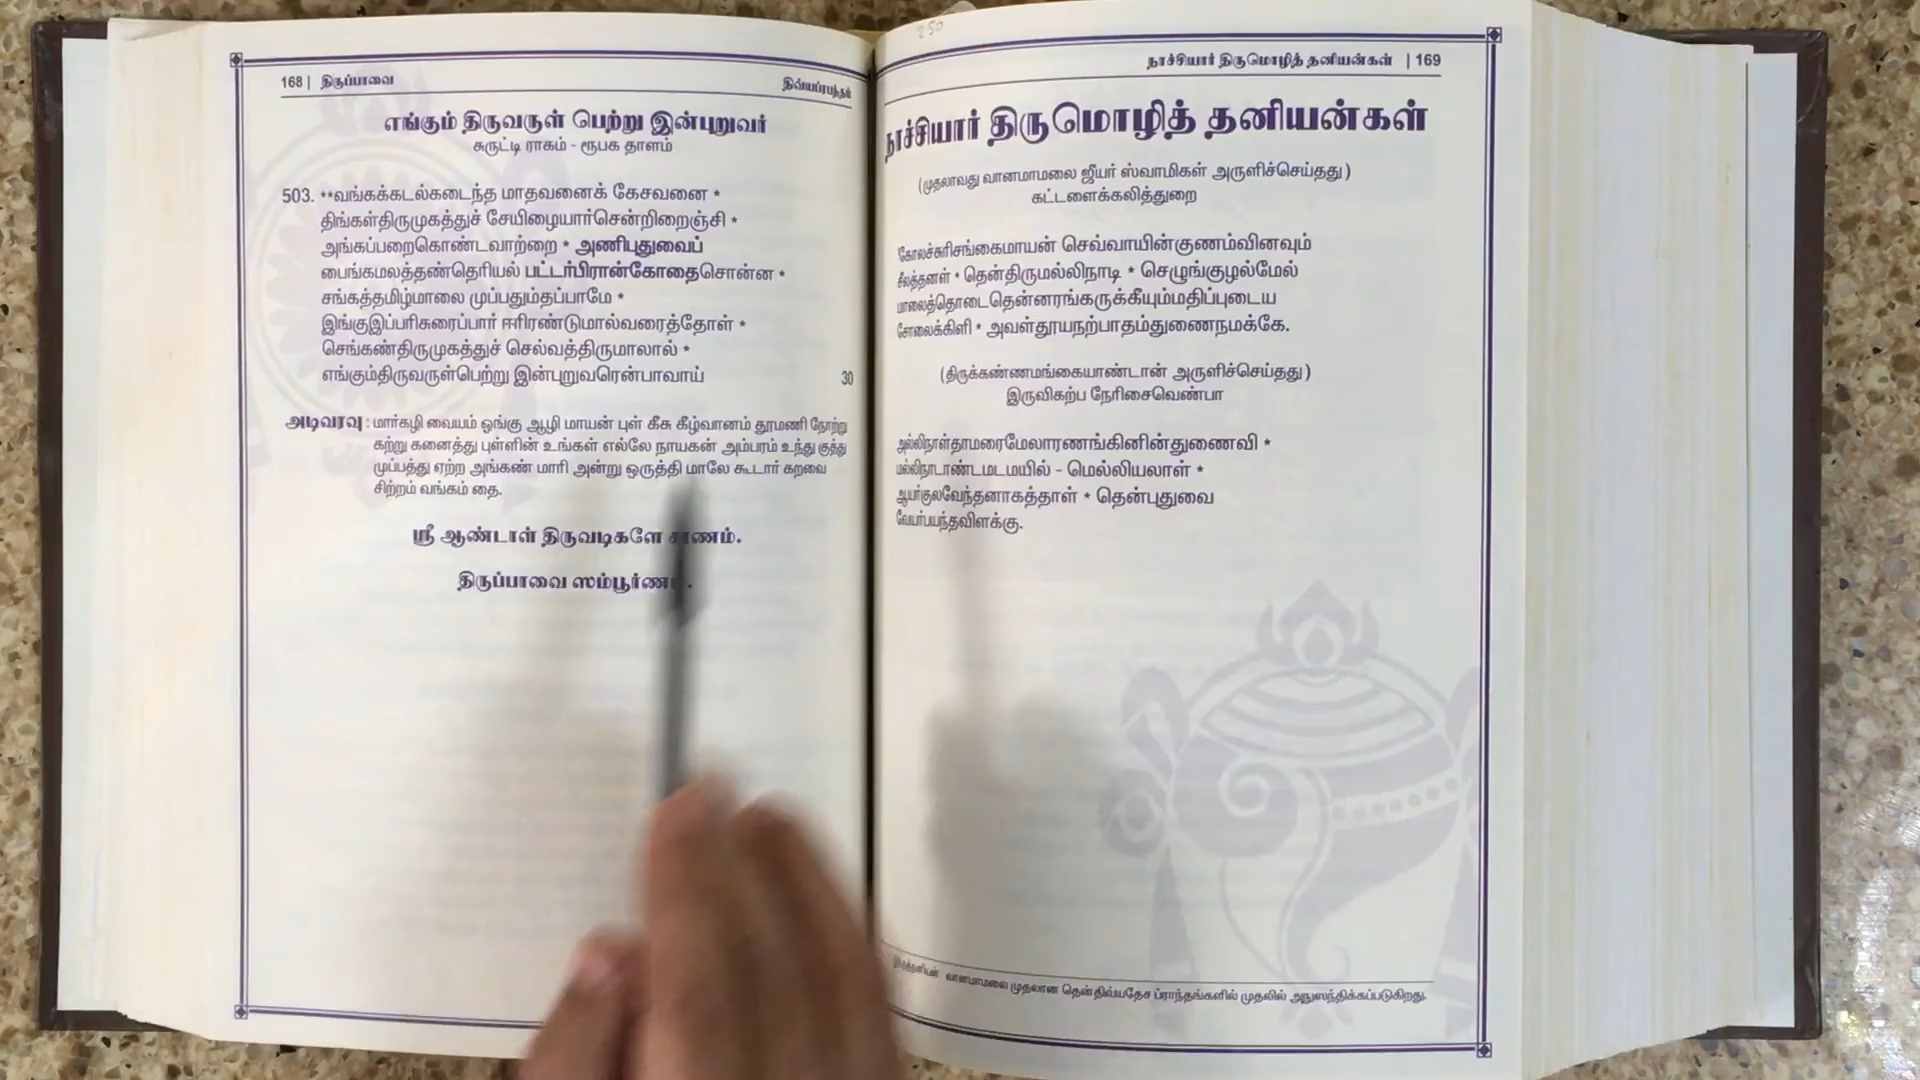 168 | திருப்பாவை
திவ்யப்ரபந்தம்
எங்கும் திருவருள் பெற்று இன்புறுவர்
சுருட்டி ராகம் - ரூபக தாளம்
503. **வங்கக்கடல்கடைந்த மாதவனைக் கேசவனை *
திங்கள்திருமுகத்துச் சேயிழையார்சென்றிறைஞ்சி *
அங்கப்பறைகொண்டவாற்றை * அணிபுதுவைப்
பைங்கமலத்தண்தெரியல் பட்டர்பிரான்கோதைசொன்ன *
சங்கத்தமிழ்மாலை முப்பதும்தப்பாமே *
இங்குஇப்பரிசுரைப்பார் ஈரிரண்டுமால்வரைத்தோள் *
செங்கண்திருமுகத்துச் செல்வத்திருமாலால் *
எங்கும்திருவருள்பெற்று இன்புறுவரென்பாவாய் 30
அடிவரவு : மார்கழி வையம் ஓங்கு ஆழி மாயன் புள் கீசு கீழ்வானம் தூமணி நோற்று
கற்று கனைத்து புள்ளின் உங்கள் எல்லே நாயகன் அம்பரம் உந்து குத்து
முப்பத்து ஏற்ற அங்கண் மாரி அன்று ஒருத்தி மாலே கூடார் கறவை
சிற்றம் வங்கம் தை.
ஸ்ரீ ஆண்டாள் திருவடிகளே சரணம்.
திருப்பாவை ஸம்பூர்ணம்.
250
நாச்சியார் திருமொழித் தனியன்கள் | 169
நாச்சியார் திருமொழித் தனியன்கள்
(முதலாவது வானமாமலை ஜீயர் ஸ்வாமிகள் அருளிச்செய்தது)
கட்டளைக்கலித்துறை
கோலச்சுரிசங்கைமாயன் செவ்வாயின்குணம்வினவும்
சீலத்தனள் * தென்திருமல்லிநாடி * செழுங்குழல்மேல்
மாலைத்தொடைதென்னரங்கருக்கீயும்மதிப்புடைய
சோலைக்கிளி * அவள்தூயநற்பாதம்துணைநமக்கே.
(திருக்கண்ணமங்கையாண்டான் அருளிச்செய்தது)
இருவிகற்ப நேரிசைவெண்பா
அல்லிநாள்தாமரைமேலாரணங்கினின்துணைவி *
மல்லிநாடாண்டமடமயில் - மெல்லியலாள் *
ஆயர்குலவேந்தனாகத்தாள் * தென்புதுவை
வேயர்பயந்தவிளக்கு.
வானமாமலை முதலான தென் திவ்யதேச ப்ராந்தங்களில் முதலில் அநுஸந்திக்கப்படுகிறது.